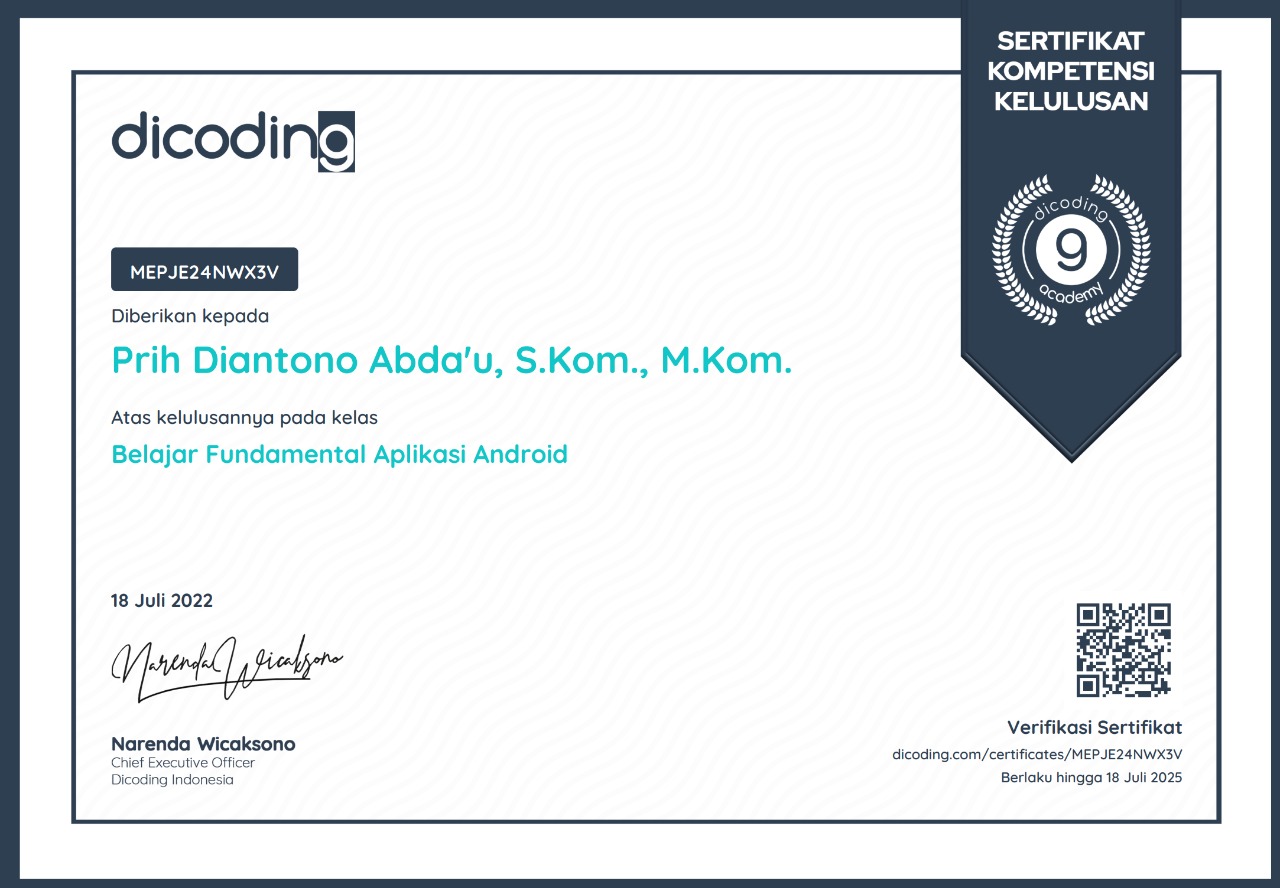 SERTIFIKAT
KOMPETENSI
KELULUSAN
dicoding
dicoding
9
academy
MEPJE24NWX3V
Diberikan kepada
Prih Diantono Abda'u, S.Kom., M.Kom.
Atas kelulusannya pada kelas
Belajar Fundamental Aplikasi Android
18 Juli 2022
Narenda Wicaksono
Narenda Wicaksono
Chief Executive Officer
Dicoding Indonesia
Verifikasi Sertifikat
dicoding.com/certificates/MEPJE24NWX3V
Berlaku hingga 18 Juli 2025